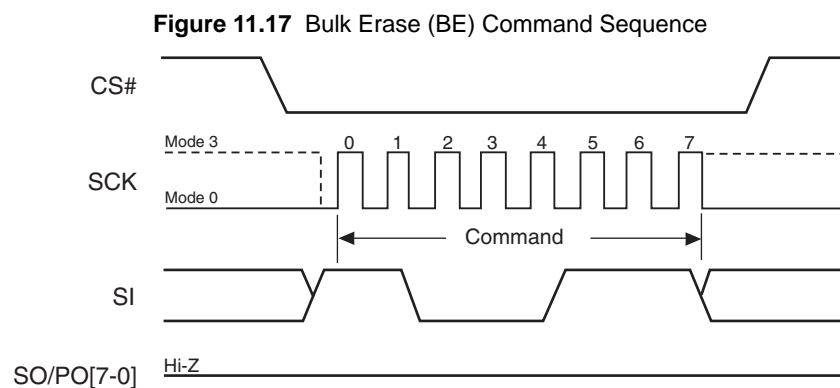 Figure 11.17 Bulk Erase (BE) Command Sequence
CS#
Mode 3
0 1 2 3 4 5 6 7
SCK
Mode 0
Command
SI
Hi-Z
SO/PO[7-0]